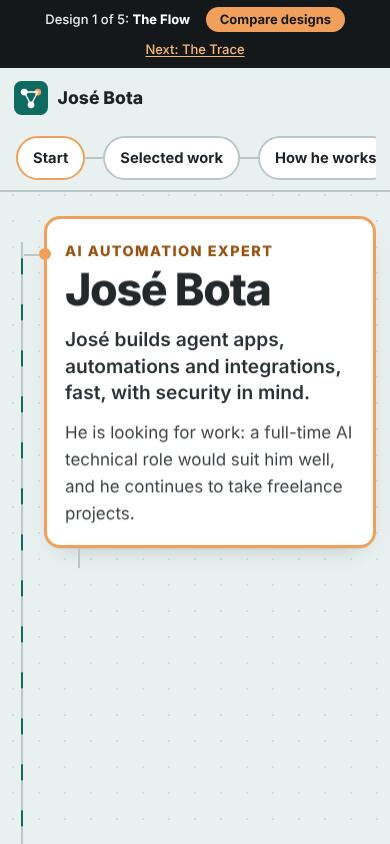 Design 1 of 5: The Flow
Compare designs
Next: The Trace
José Bota
Start
Selected work
How he works
AI AUTOMATION EXPERT
José Bota
José builds agent apps,
automations and integrations,
fast, with security in mind.
He is looking for work: a full-time AI
technical role would suit him well,
and he continues to take freelance
projects.